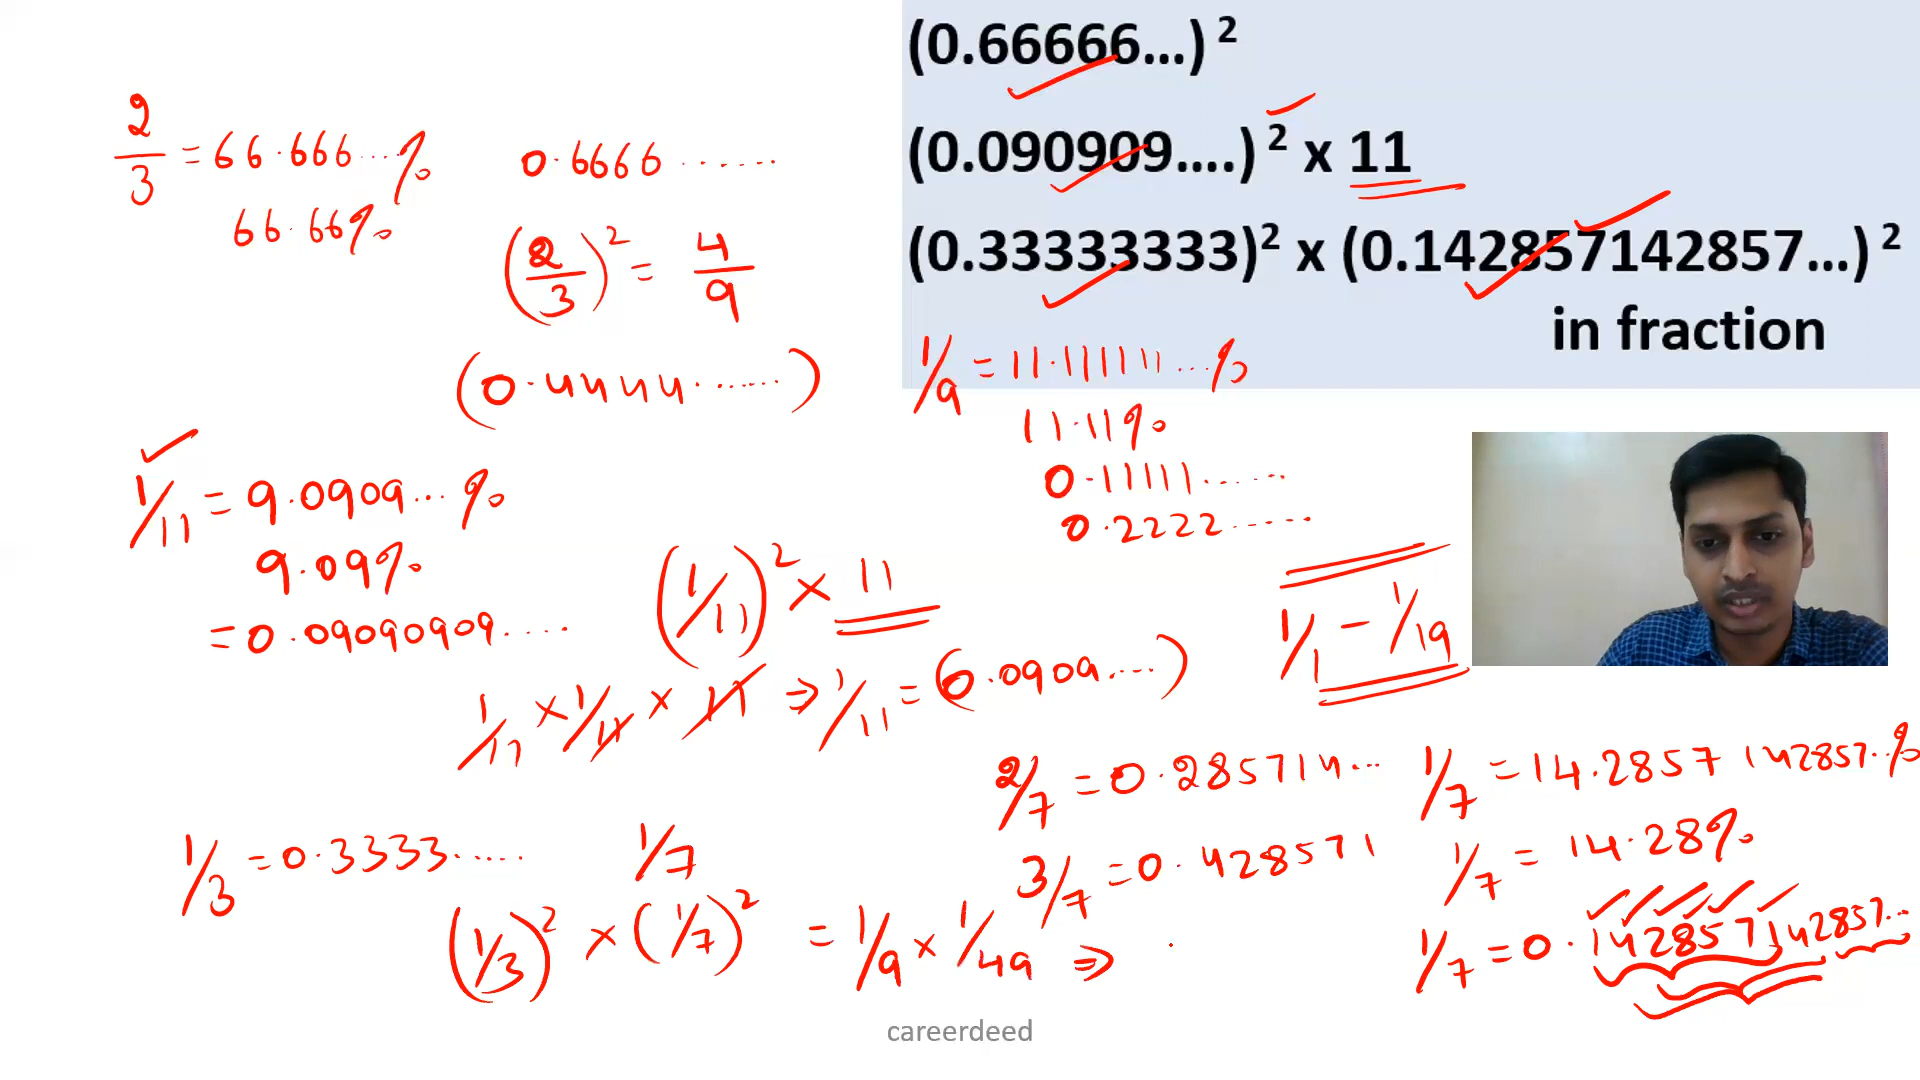 (0.66666...)²
(0.090909....)² x 11
(0.33333333)² x (0.142857142857...)²
in fraction
2/3 = 66.666...%
66.66%
0.6666.......
(2/3)² = 4/9
(0.4444.......)
1/9 = 11.111111...%
11.11%
0.11111......
0.2222......
1/11 = 9.0909...%
9.09%
= 0.09090909....
(1/11)² × 11
1/11 × 1/11 × 11 ⇒ 1/11 = (0.0909....)
1/1 - 1/19
2/7 = 0.285714...
1/7 = 14.2857142857..%
3/7 = 0.428571
1/7 = 14.28%
1/7 = 0.142857142857...
1/3 = 0.3333.....
1/7
(1/3)² × (1/7)² = 1/9 × 1/49 ⇒
careerdeed